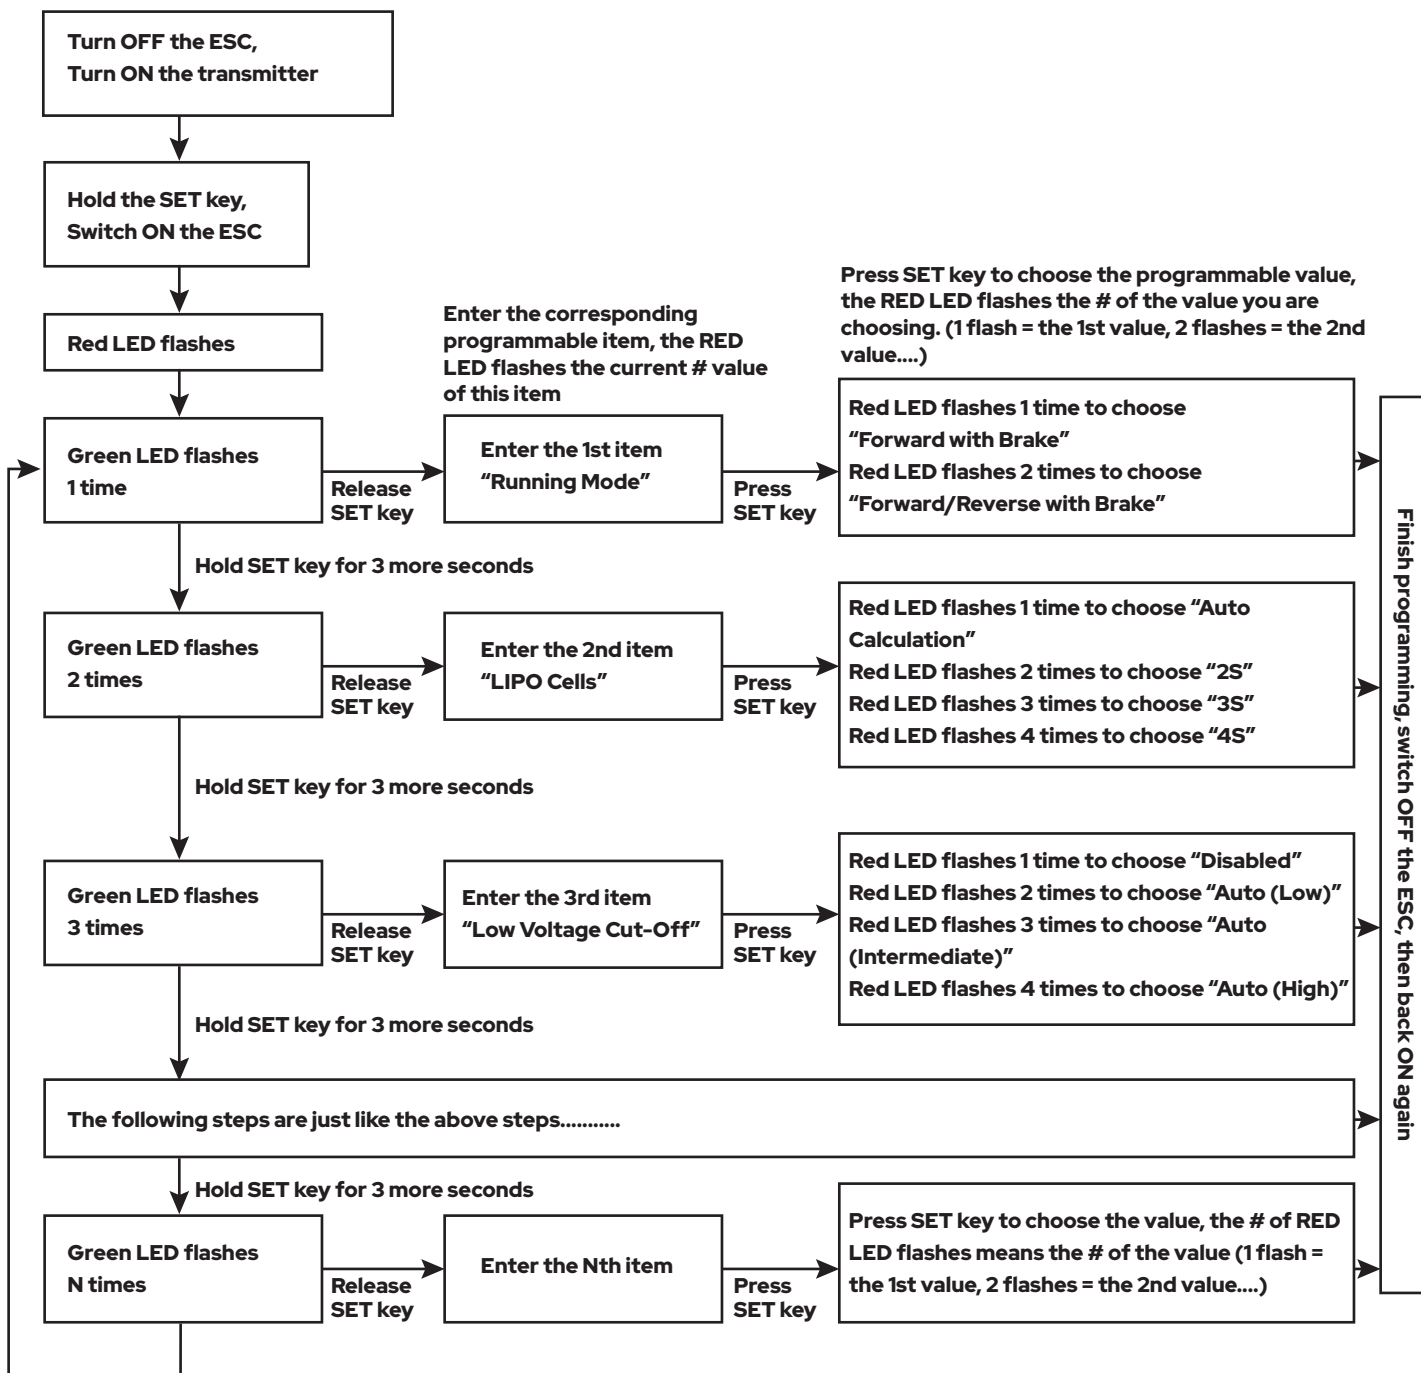 Turn OFF the ESC,
Turn ON the transmitter
Hold the SET key,
Switch ON the ESC
Red LED flashes
Enter the corresponding
programmable item, the RED
LED flashes the current # value
of this item
Press SET key to choose the programmable value,
the RED LED flashes the # of the value you are
choosing. (1 flash = the 1st value, 2 flashes = the 2nd
value....)
Green LED flashes
1 time
Release
SET key
Enter the 1st item
“Running Mode”
Press
SET key
Red LED flashes 1 time to choose
“Forward with Brake”
Red LED flashes 2 times to choose
“Forward/Reverse with Brake”
Hold SET key for 3 more seconds
Green LED flashes
2 times
Release
SET key
Enter the 2nd item
“LIPO Cells”
Press
SET key
Red LED flashes 1 time to choose “Auto
Calculation”
Red LED flashes 2 times to choose “2S”
Red LED flashes 3 times to choose “3S”
Red LED flashes 4 times to choose “4S”
Hold SET key for 3 more seconds
Green LED flashes
3 times
Release
SET key
Enter the 3rd item
“Low Voltage Cut-Off”
Press
SET key
Red LED flashes 1 time to choose “Disabled”
Red LED flashes 2 times to choose “Auto (Low)”
Red LED flashes 3 times to choose “Auto
(Intermediate)”
Red LED flashes 4 times to choose “Auto (High)”
Hold SET key for 3 more seconds
The following steps are just like the above steps...........
Hold SET key for 3 more seconds
Green LED flashes
N times
Release
SET key
Enter the Nth item
Press
SET key
Press SET key to choose the value, the # of RED
LED flashes means the # of the value (1 flash =
the 1st value, 2 flashes = the 2nd value....)
Finish programming, switch OFF the ESC, then back ON again